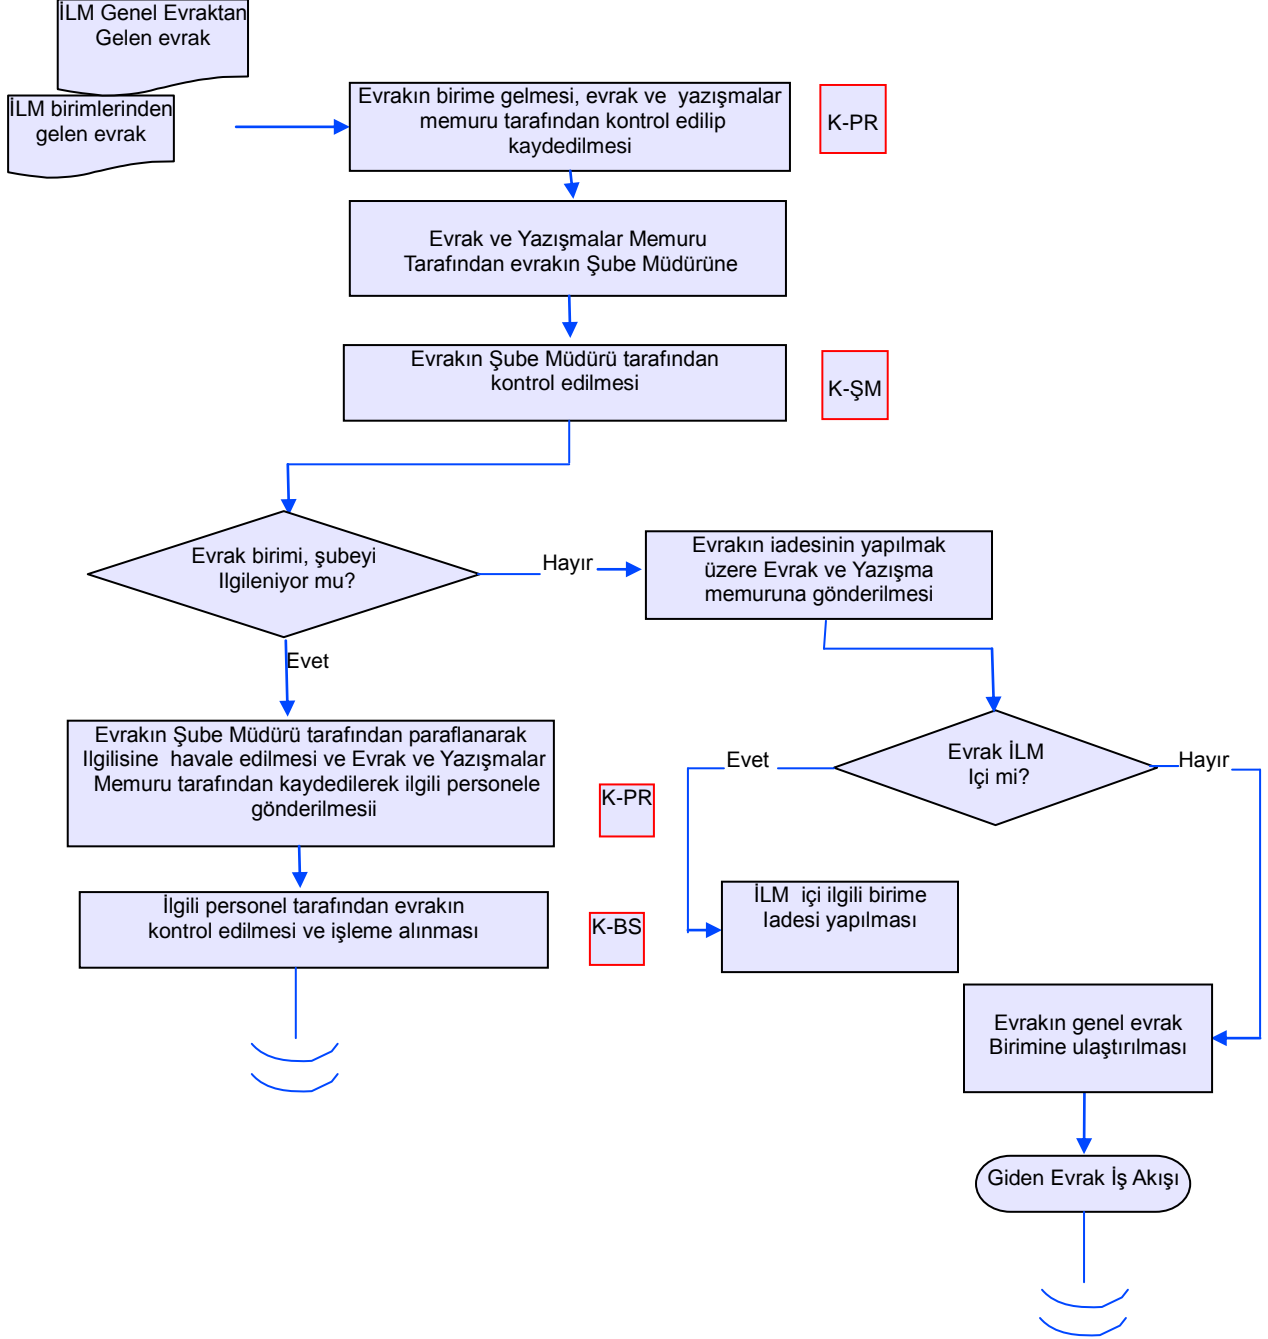 İLM Genel Evraktan
Gelen evrak
İLM birimlerinden
gelen evrak
Evrakın birime gelmesi, evrak ve yazışmalar
memuru tarafından kontrol edilip
kaydedilmesi
K-PR
Evrak ve Yazışmalar Memuru
Tarafından evrakın Şube Müdürüne
Evrakın Şube Müdürü tarafından
kontrol edilmesi
K-ŞM
Evrak birimi, şubeyi
Ilgileniyor mu?
Hayır
Evrakın iadesinin yapılmak
üzere Evrak ve Yazışma
memuruna gönderilmesi
Evet
Evrakın Şube Müdürü tarafından paraflanarak
Ilgilisine havale edilmesi ve Evrak ve Yazışmalar
Memuru tarafından kaydedilerek ilgili personele
gönderilmesii
K-PR
Evrak İLM
Içi mi?
Evet
Hayır
İlgili personel tarafından evrakın
kontrol edilmesi ve işleme alınması
K-BS
İLM içi ilgili birime
Iadesi yapılması
Evrakın genel evrak
Birimine ulaştırılması
Giden Evrak İş Akışı